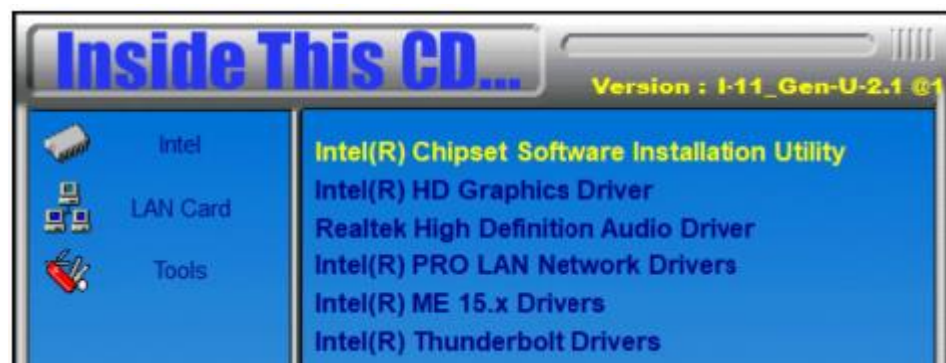 Inside This CD...
Version : I-11_Gen-U-2.1 @1
Intel
LAN Card
Tools
Intel(R) Chipset Software Installation Utility
Intel(R) HD Graphics Driver
Realtek High Definition Audio Driver
Intel(R) PRO LAN Network Drivers
Intel(R) ME 15.x Drivers
Intel(R) Thunderbolt Drivers